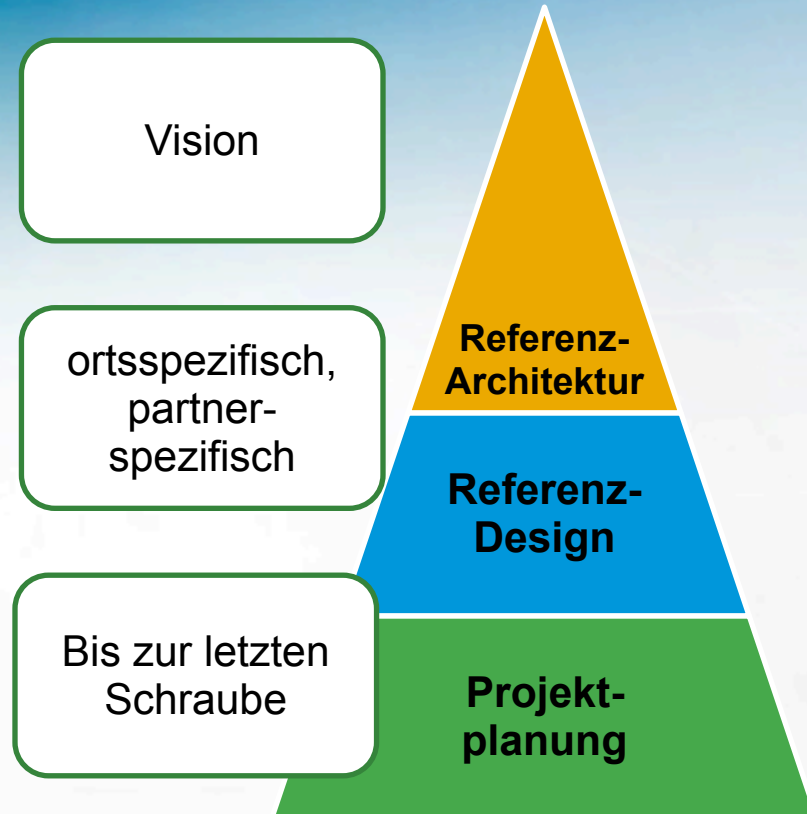 Vision
Referenz-
Architektur
ortsspezifisch,
partner-
spezifisch
Referenz-
Design
Bis zur letzten
Schraube
Projekt-
planung